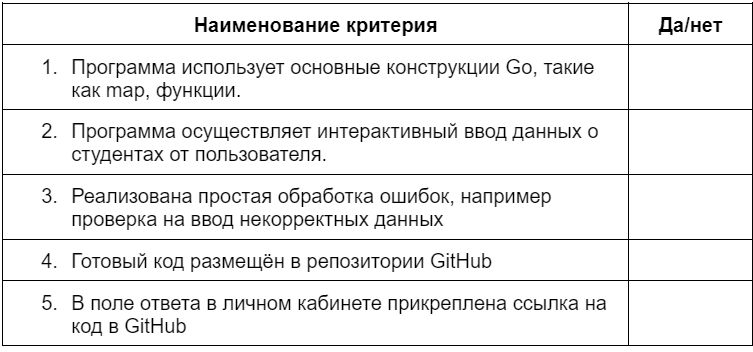 Наименование критерия Да/нет
1. Программа использует основные конструкции Go, такие
как map, функции.
2. Программа осуществляет интерактивный ввод данных о
студентах от пользователя.
3. Реализована простая обработка ошибок, например
проверка на ввод некорректных данных
4. Готовый код размещён в репозитории GitHub
5. В поле ответа в личном кабинете прикреплена ссылка на
код в GitHub